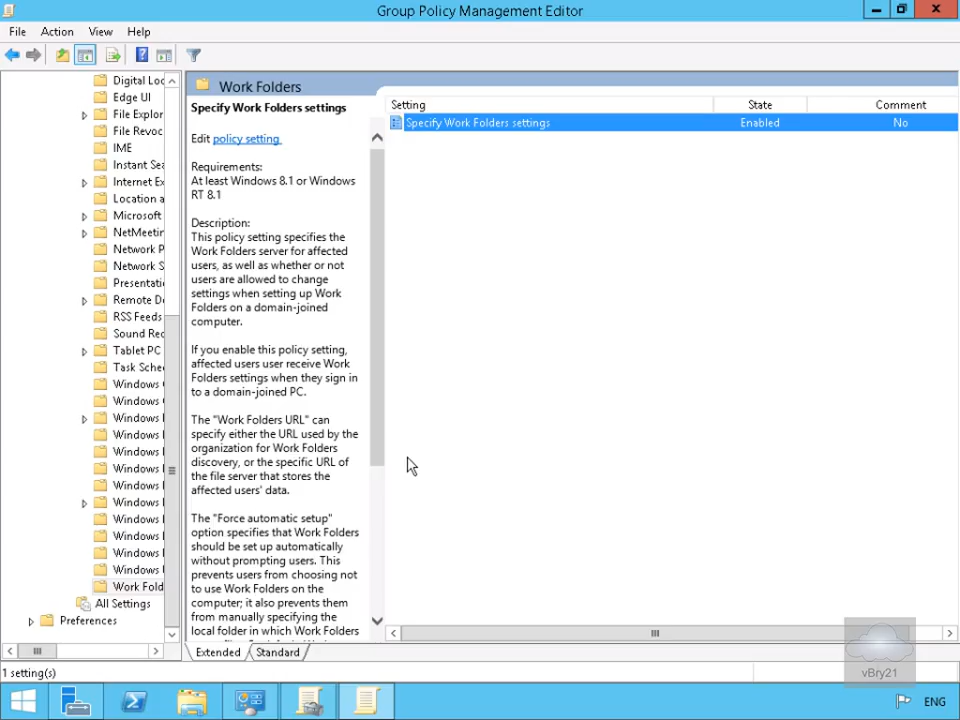 Group Policy Management Editor
File Action View Help
Digital Loc
Edge UI
File Explor
File Revoc
IME
Instant Sea
Internet Ex
Location a
Microsoft
NetMeetin
Network P
Network S
Presentatio
Remote De
RSS Feeds
Sound Rec
Tablet PC
Task Sche
Windows
Windows
Windows
Windows
Windows
Windows
Windows
Windows
Windows
Windows
Windows
Windows
Work Fold
All Settings
Preferences
Work Folders
Specify Work Folders settings
Edit policy setting
Requirements:
At least Windows 8.1 or Windows
RT 8.1
Description:
This policy setting specifies the
Work Folders server for affected
users, as well as whether or not
users are allowed to change
settings when setting up Work
Folders on a domain-joined
computer.
If you enable this policy setting,
affected users user receive Work
Folders settings when they sign in
to a domain-joined PC.
The "Work Folders URL" can
specify either the URL used by the
organization for Work Folders
discovery, or the specific URL of
the file server that stores the
affected users' data.
The "Force automatic setup"
option specifies that Work Folders
should be set up automatically
without prompting users. This
prevents users from choosing not
to use Work Folders on the
computer; it also prevents them
from manually specifying the
local folder in which Work Folders
Setting State Comment
Specify Work Folders settings Enabled No
Extended Standard
1 setting(s)
vBry21
ENG